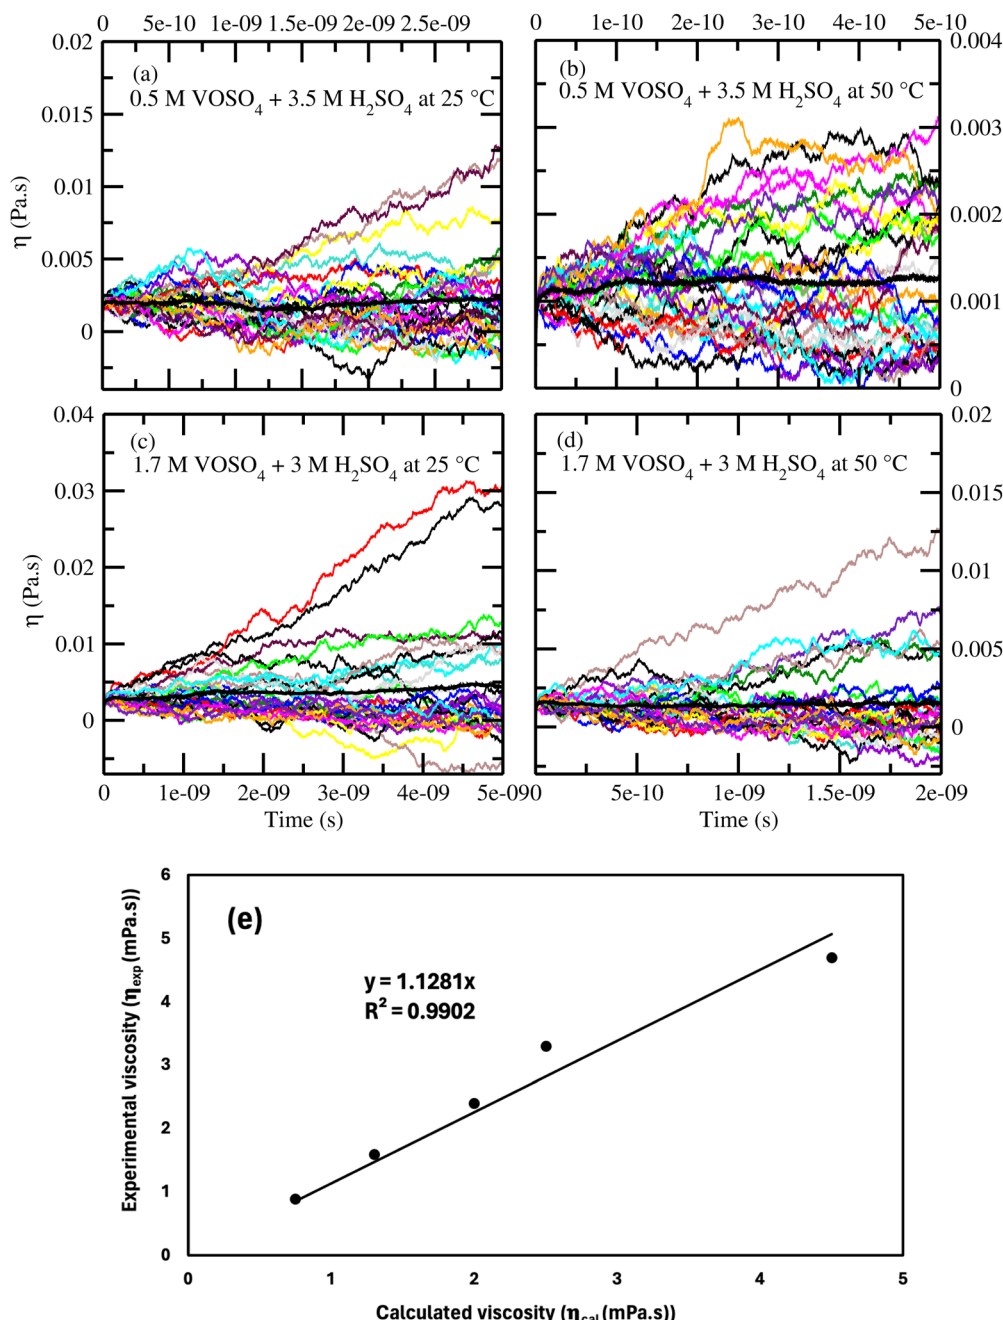 0 5e-10 1e-09 1.5e-09 2e-09 2.5e-09
0 1e-10 2e-10 3e-10 4e-10 5e-10
(a)
0.5 M VOSO4 + 3.5 M H2SO4 at 25 °C
0.02
0.015
0.01
0.005
0
η (Pa.s)
(b)
0.5 M VOSO4 + 3.5 M H2SO4 at 50 °C
0.004
0.003
0.002
0.001
0
(c)
1.7 M VOSO4 + 3 M H2SO4 at 25 °C
0.04
0.03
0.02
0.01
0
η (Pa.s)
0 1e-09 2e-09 3e-09 4e-09 5e-09
Time (s)
(d)
1.7 M VOSO4 + 3 M H2SO4 at 50 °C
0.02
0.015
0.01
0.005
0
0 5e-10 1e-09 1.5e-09 2e-09
Time (s)
(e)
y = 1.1281x
R² = 0.9902
6
5
4
3
2
1
0
Experimental viscosity (ηexp (mPa.s))
0 1 2 3 4 5
Calculated viscosity (ηcal (mPa.s))